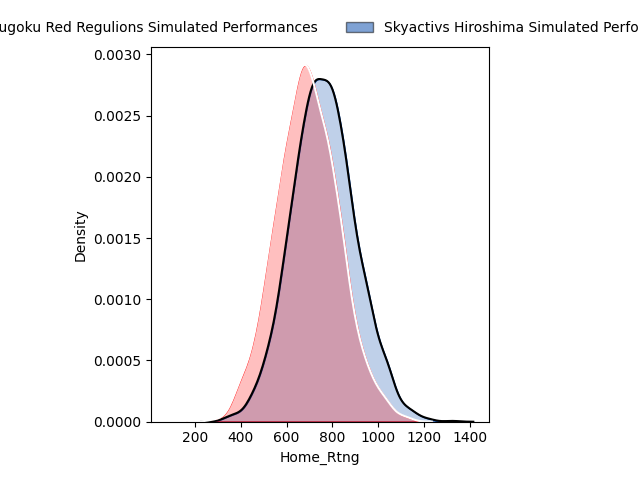 ugoku Red Regulions Simulated Performances
Skyactivs Hiroshima Simulated Perfo
0.0030
0.0025
0.0020
0.0015
0.0010
0.0005
0.0000
Density
200 400 600 800 1000 1200 1400
Home_Rtng